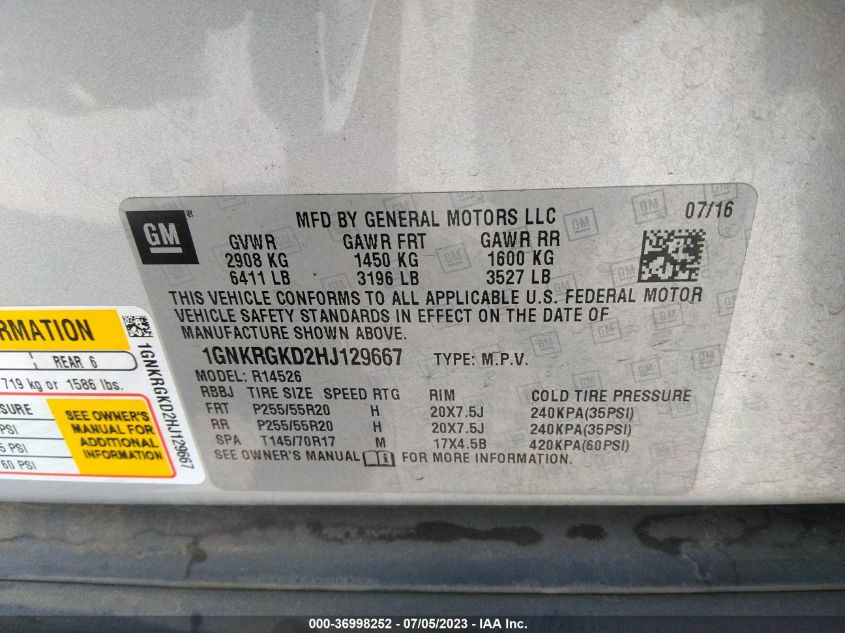 GM
MFD BY GENERAL MOTORS LLC 07/16
GVWR GAWR FRT GAWR RR
2908 KG 1450 KG 1600 KG
6411 LB 3196 LB 3527 LB
THIS VEHICLE CONFORMS TO ALL APPLICABLE U.S. FEDERAL MOTOR
VEHICLE SAFETY STANDARDS IN EFFECT ON THE DATE OF
MANUFACTURE SHOWN ABOVE.
1GNKRGKD2HJ129667 TYPE: M.P.V.
MODEL: R14526
RBBJ TIRE SIZE SPEED RTG RIM COLD TIRE PRESSURE
FRT P255/55R20 H 20X7.5J 240KPA(35PSI)
RR P255/55R20 H 20X7.5J 240KPA(35PSI)
SPA T145/70R17 M 17X4.5B 420KPA(60PSI)
SEE OWNER'S MANUAL FOR MORE INFORMATION.
RMATION
REAR 6
719 kg or 1586 lbs.
SURE
PSI
PSI
60 PSI
SEE OWNER'S
MANUAL FOR
ADDITIONAL
INFORMATION
1GNKRGKD2HJ129667
000-36998252 / 07/05/2023 - IAA Inc.